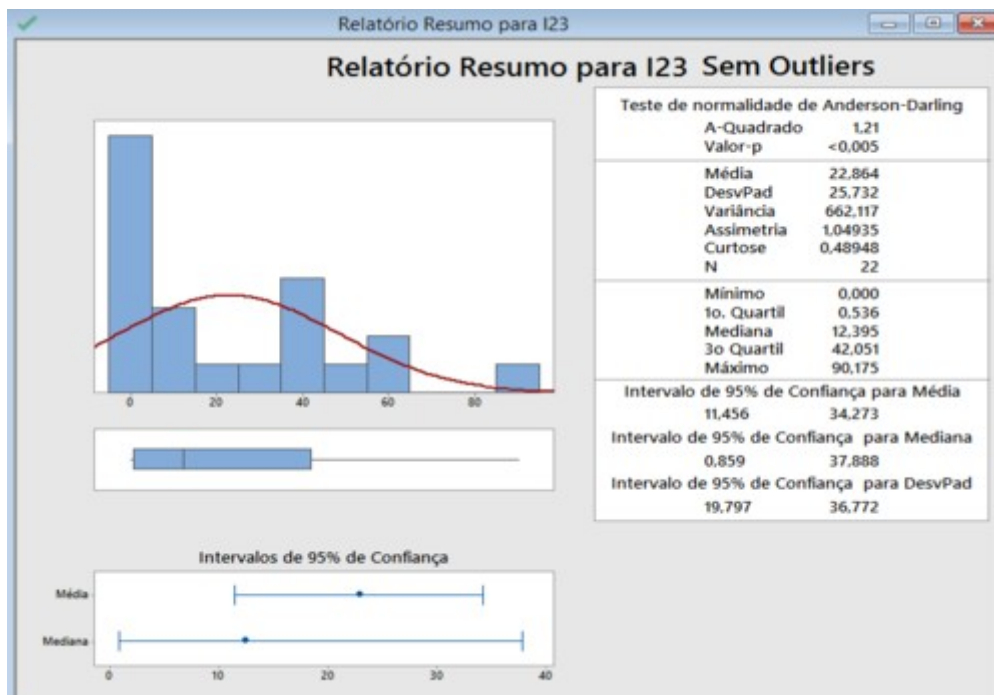 Relatório Resumo para I23
Relatório Resumo para I23 Sem Outliers
0 20 40 60 80
Intervalos de 95% de Confiança
Média
Mediana
0 10 20 30 40
Teste de normalidade de Anderson-Darling
A-Quadrado 1,21
Valor-p <0,005
Média 22,864
DesvPad 25,732
Variância 662,117
Assimetria 1,04935
Curtose 0,48948
N 22
Mínimo 0,000
1o. Quartil 0,536
Mediana 12,395
3o Quartil 42,051
Máximo 90,175
Intervalo de 95% de Confiança para Média
11,456 34,273
Intervalo de 95% de Confiança para Mediana
0,859 37,888
Intervalo de 95% de Confiança para DesvPad
19,797 36,772